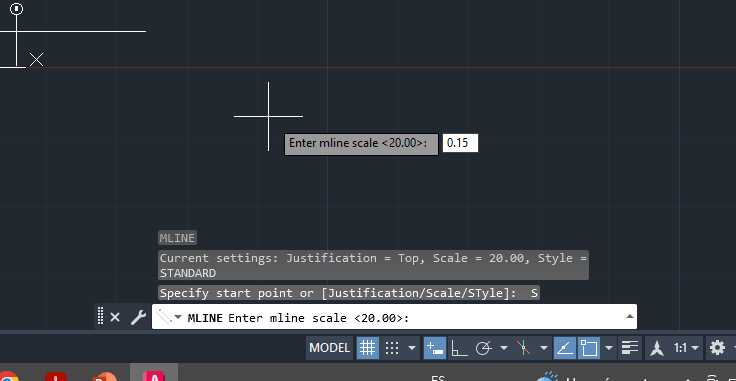 Enter mline scale <20.00>: 0.15
MLINE
Current settings: Justification = Top, Scale = 20.00, Style =
STANDARD
Specify start point or [Justification/Scale/STyle]: S
MLINE Enter mline scale <20.00>:
MODEL 1:1
ES